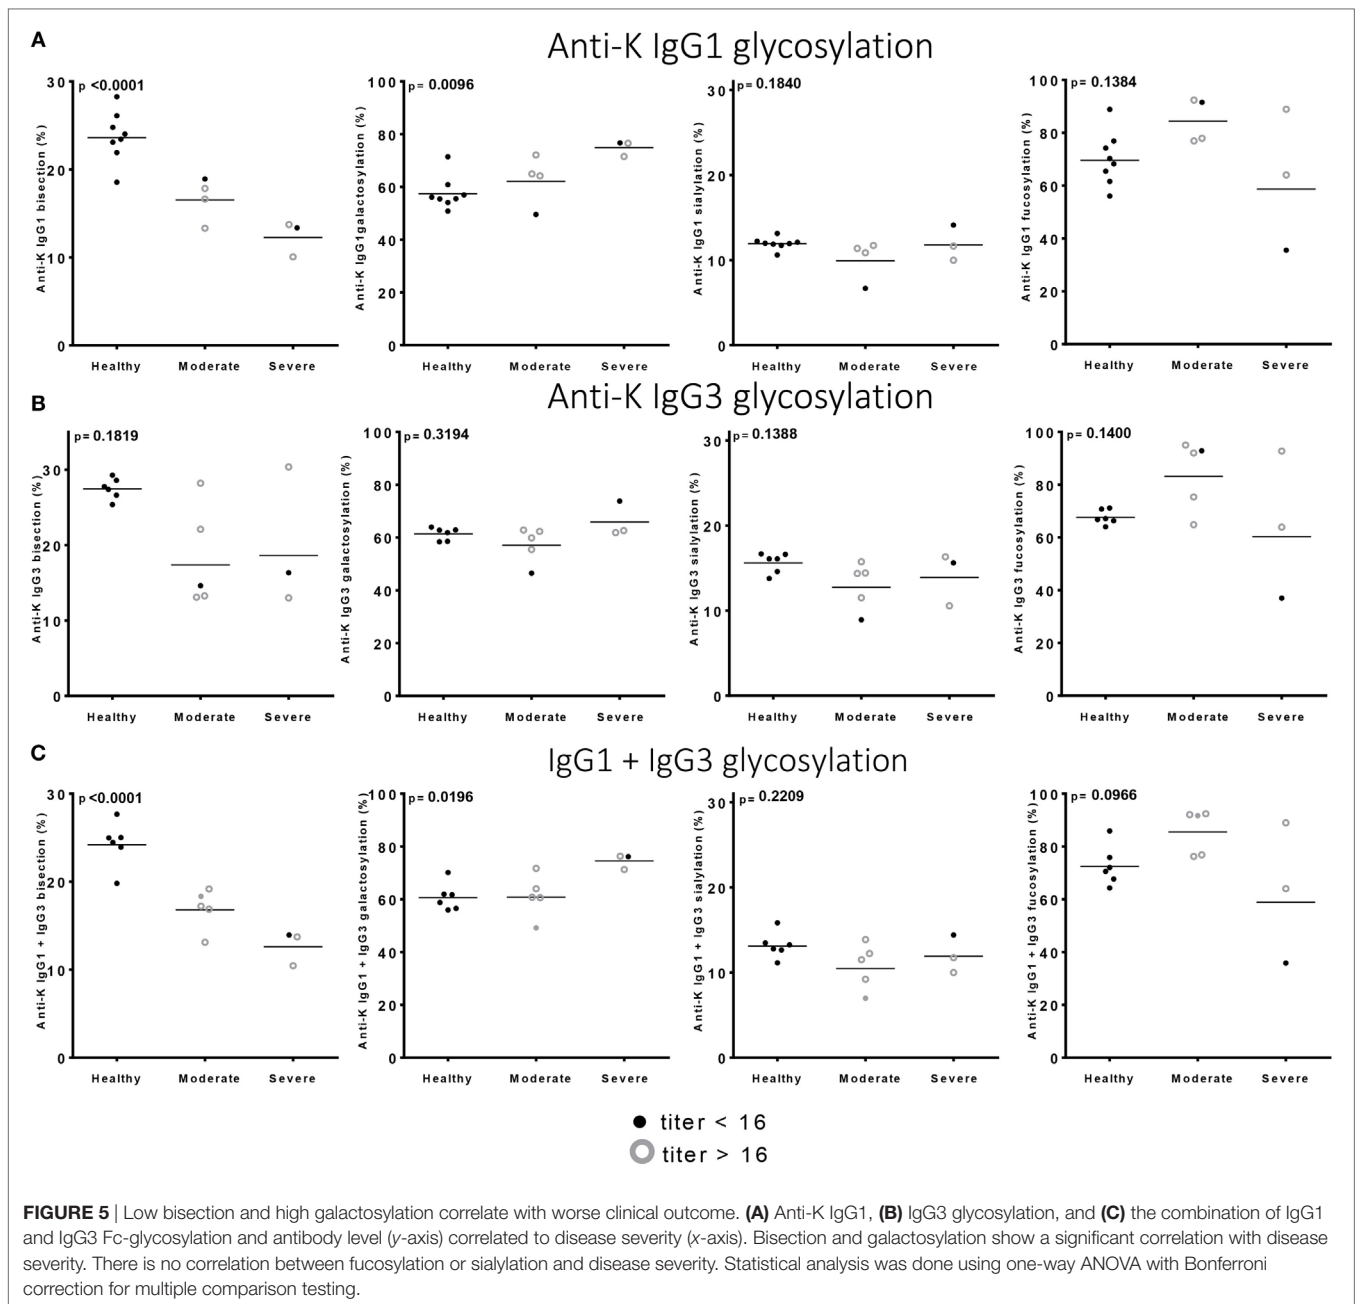 A
Anti-K IgG1 glycosylation
p <0.0001
Anti-K IgG1 bisection (%)
30
20
10
0
Healthy Moderate Severe
p= 0.0096
Anti-K IgG1galactosylation (%)
100
80
60
40
20
0
Healthy Moderate Severe
p= 0.1840
Anti-K IgG1 sialylation (%)
30
20
10
0
Healthy Moderate Severe
p= 0.1384
Anti-K IgG1 fucosylation (%)
100
80
60
40
20
0
Healthy Moderate Severe
B
Anti-K IgG3 glycosylation
p= 0.1819
Anti-K IgG3 bisection (%)
30
20
10
0
Healthy Moderate Severe
p= 0.3194
Anti-K IgG3 galactosylation (%)
100
80
60
40
20
0
Healthy Moderate Severe
p= 0.1388
Anti-K IgG3 sialylation (%)
30
20
10
0
Healthy Moderate Severe
p= 0.1400
Anti-K IgG3 fucosylation (%)
100
80
60
40
20
0
Healthy Moderate Severe
C
IgG1 + IgG3 glycosylation
p <0.0001
Anti-K IgG1 + IgG3 bisection (%)
30
20
10
0
Healthy Moderate Severe
p= 0.0196
Anti-K IgG1 + IgG3 galactosylation (%)
100
80
60
40
20
0
Healthy Moderate Severe
p= 0.2209
Anti-K IgG1 + IgG3 sialylation (%)
30
20
10
0
Healthy Moderate Severe
p= 0.0966
Anti-K IgG1 + IgG3 fucosylation (%)
100
80
60
40
20
0
Healthy Moderate Severe
titer < 16
titer > 16
FIGURE 5 | Low bisection and high galactosylation correlate with worse clinical outcome. (A) Anti-K IgG1, (B) IgG3 glycosylation, and (C) the combination of IgG1
and IgG3 Fc-glycosylation and antibody level (y-axis) correlated to disease severity (x-axis). Bisection and galactosylation show a significant correlation with disease
severity. There is no correlation between fucosylation or sialylation and disease severity. Statistical analysis was done using one-way ANOVA with Bonferroni
correction for multiple comparison testing.